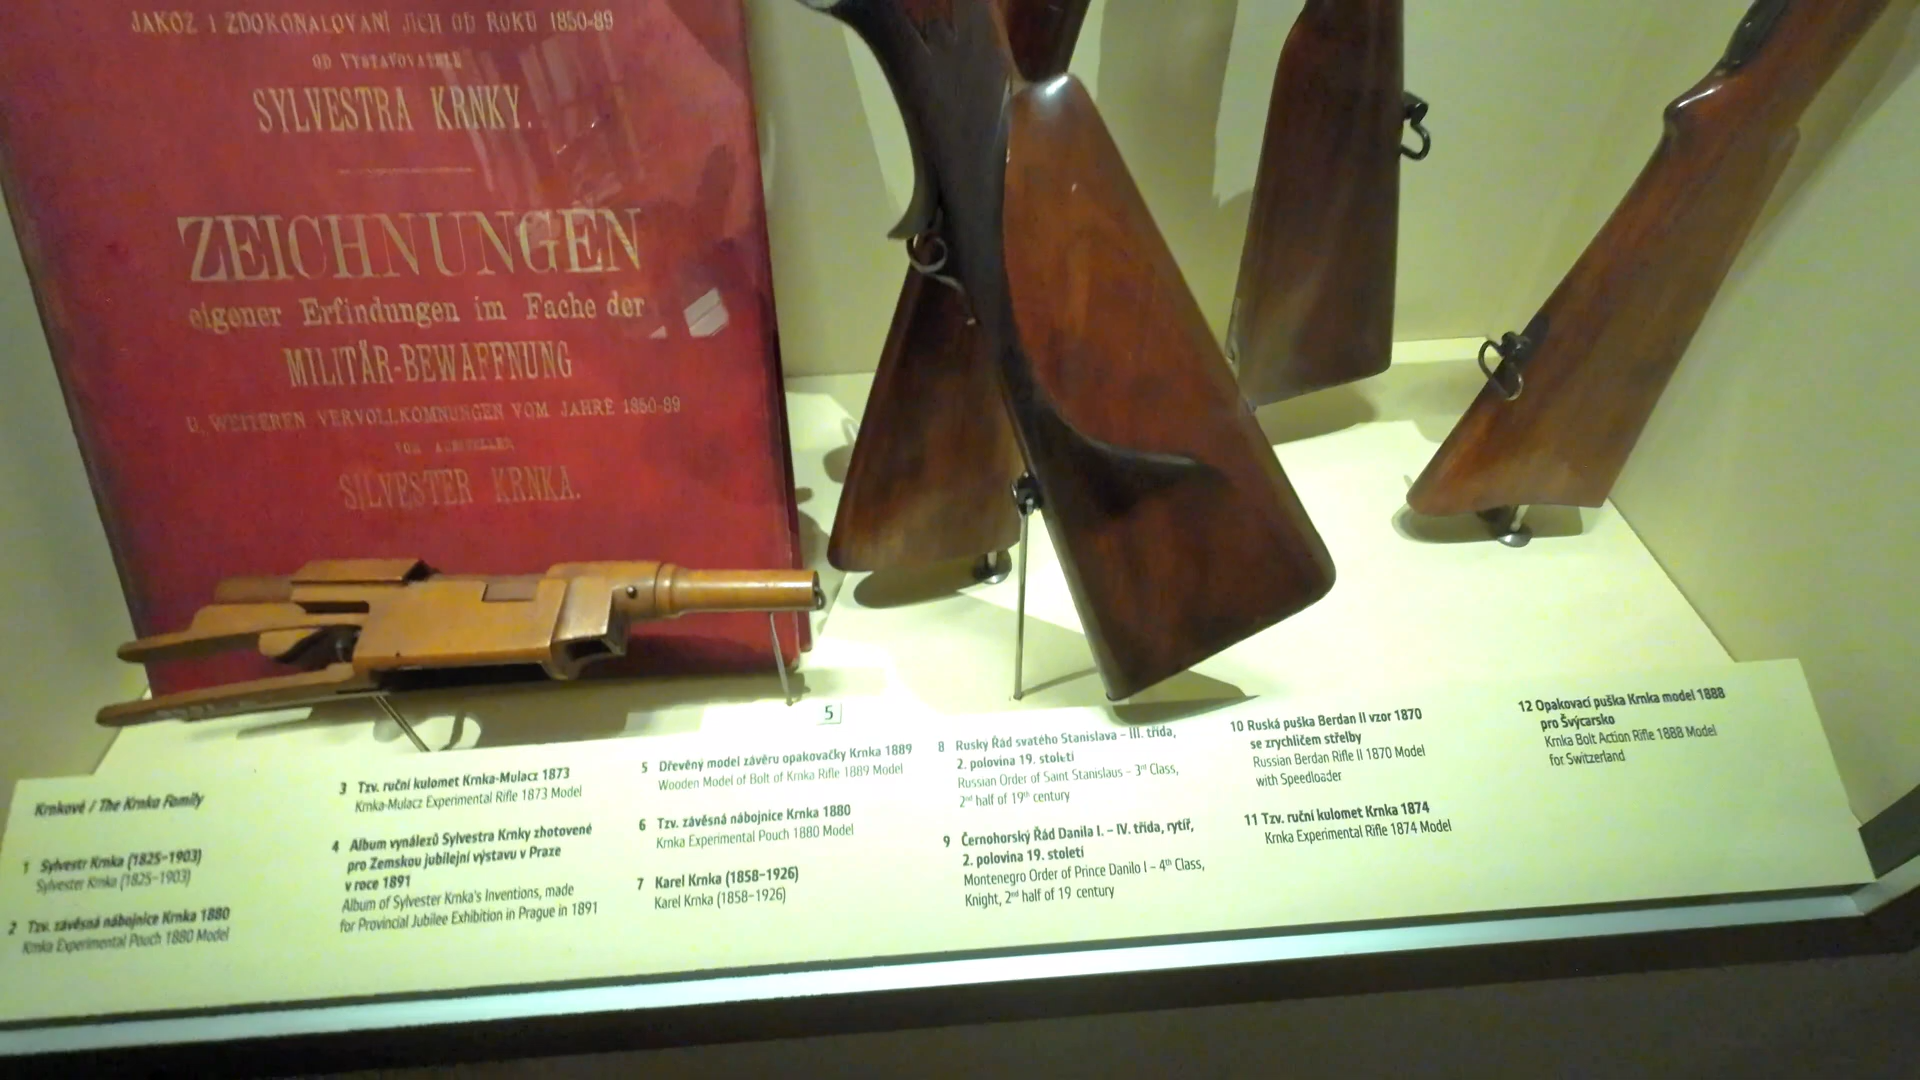 JAKOŽ I ZDOKONALOVÁNÍ JICH OD ROKU 1850-89
OD VYSTAVOVATELE
SYLVESTRA KRNKY.
ZEICHNUNGEN
eigener Erfindungen im Fache der
MILITÄR-BEWAFFNUNG
U. WEITEREN VERVOLLKOMNUNGEN VOM JAHRE 1850-89
VOM AUSSTELLER
SILVESTER KRNKA.
5
Krnkové / The Krnka Family
1 Sylvestr Krnka (1825–1903)
Sylvester Krnka (1825–1903)
2 Tzv. závěsná nábojnice Krnka 1880
Krnka Experimental Pouch 1880 Model
3 Tzv. ruční kulomet Krnka-Mulacz 1873
Krnka-Mulacz Experimental Rifle 1873 Model
4 Album vynálezů Sylvestra Krnky zhotovené
pro Zemskou jubilejní výstavu v Praze
v roce 1891
Album of Sylvester Krnka's Inventions, made
for Provincial Jubilee Exhibition in Prague in 1891
5 Dřevěný model závěru opakovačky Krnka 1889
Wooden Model of Bolt of Krnka Rifle 1889 Model
6 Tzv. závěsná nábojnice Krnka 1880
Krnka Experimental Pouch 1880 Model
7 Karel Krnka (1858–1926)
Karel Krnka (1858–1926)
8 Rusky Řád svatého Stanislava – III. třída,
2. polovina 19. století
Russian Order of Saint Stanislaus – 3rd Class,
2nd half of 19th century
9 Černohorský Řád Danila I. – IV. třída, rytíř,
2. polovina 19. století
Montenegro Order of Prince Danilo I – 4th Class,
Knight, 2nd half of 19 century
10 Ruská puška Berdan II vzor 1870
se zrychličem střelby
Russian Berdan Rifle II 1870 Model
with Speedloader
11 Tzv. ruční kulomet Krnka 1874
Krnka Experimental Rifle 1874 Model
12 Opakovací puška Krnka model 1888
pro Švýcarsko
Krnka Bolt Action Rifle 1888 Model
for Switzerland